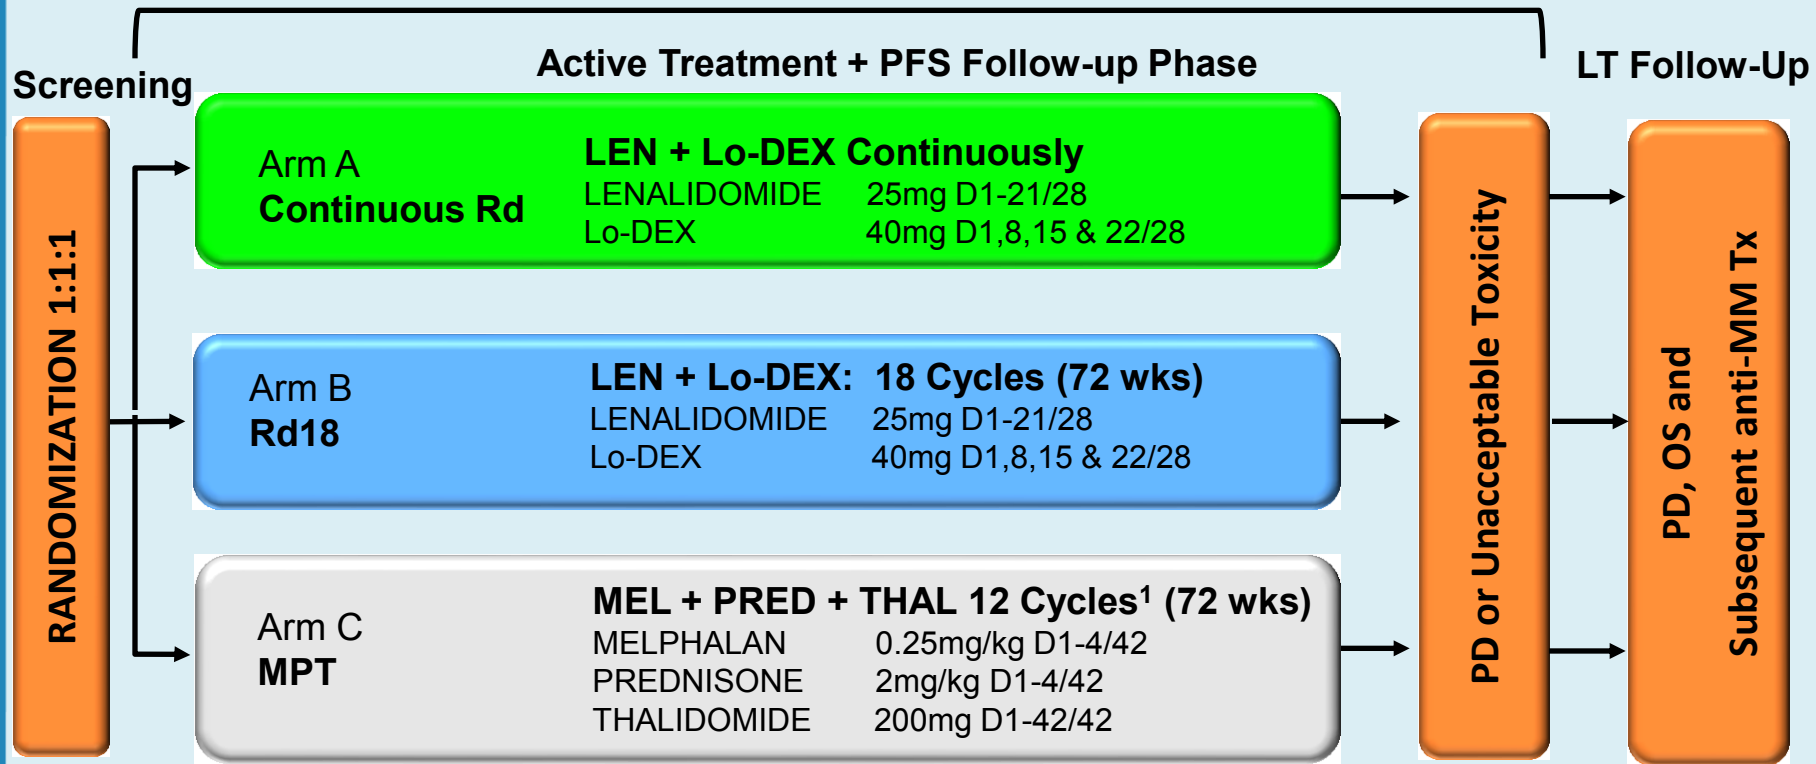 Active Treatment + PFS Follow-up Phase
LT Follow-Up
Screening
RANDOMIZATION 1:1:1
Arm A
Continuous Rd
LEN + Lo-DEX Continuously
LENALIDOMIDE 25mg D1-21/28
Lo-DEX 40mg D1,8,15 & 22/28
Arm B
Rd18
LEN + Lo-DEX: 18 Cycles (72 wks)
LENALIDOMIDE 25mg D1-21/28
Lo-DEX 40mg D1,8,15 & 22/28
Arm C
MPT
MEL + PRED + THAL 12 Cycles¹ (72 wks)
MELPHALAN 0.25mg/kg D1-4/42
PREDNISONE 2mg/kg D1-4/42
THALIDOMIDE 200mg D1-42/42
PD or Unacceptable Toxicity
PD, OS and
Subsequent anti-MM Tx